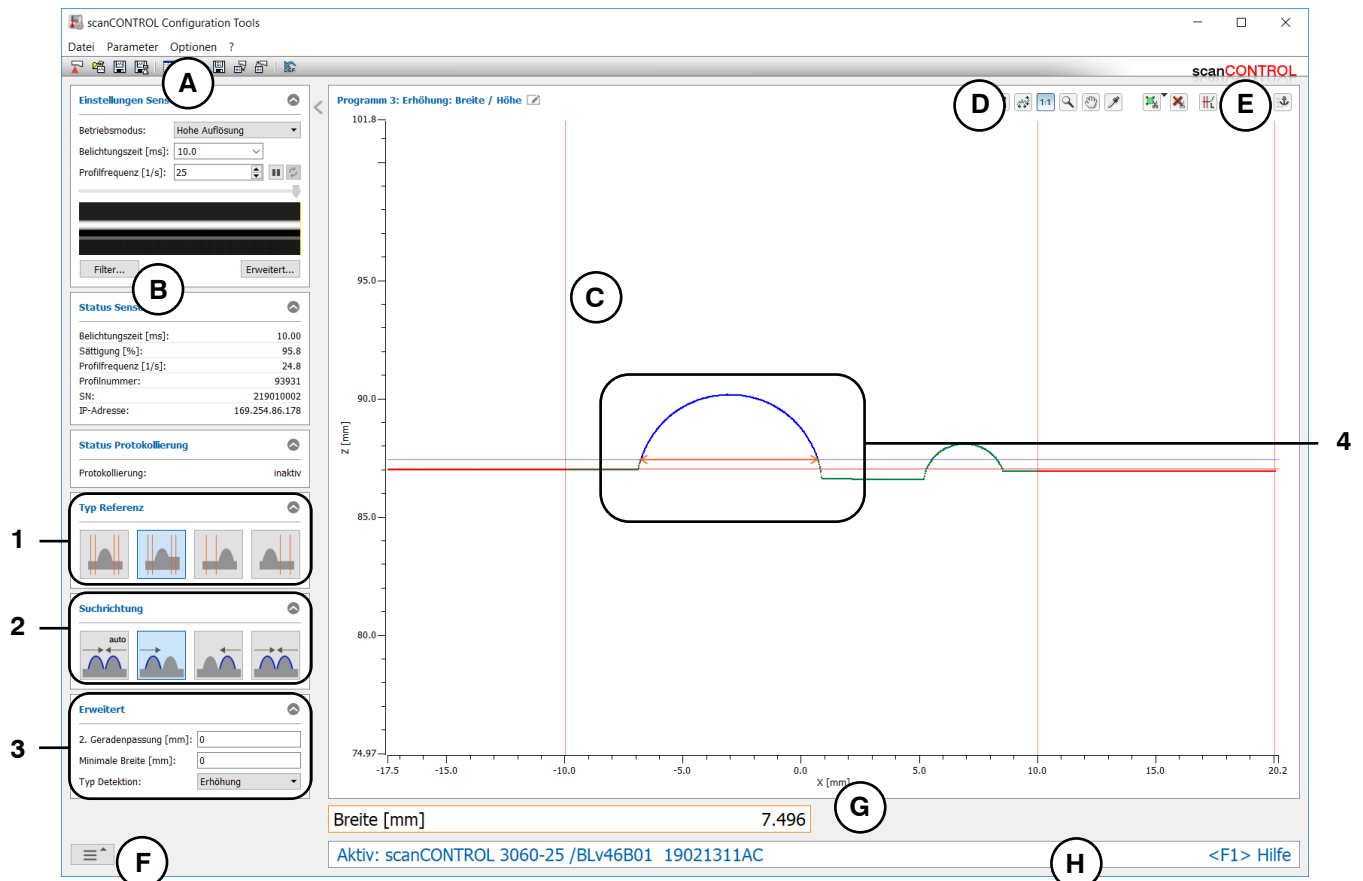 scanCONTROL Configuration Tools
Datei Parameter Optionen ?
A
scanCONTROL
Einstellungen Sens
Betriebsmodus: Hohe Auflösung
Belichtungszeit [ms]: 10.0
Profilfrequenz [1/s]: 25
Filter...
Erweitert...
B
Status Sens
Belichtungszeit [ms]: 10.00
Sättigung [%]: 95.8
Profilfrequenz [1/s]: 24.8
Profilnummer: 93931
SN: 219010002
IP-Adresse: 169.254.86.178
Status Protokollierung
Protokollierung: inaktiv
1
Typ Referenz
2
Suchrichtung
auto
3
Erweitert
2. Geradenpassung [mm]: 0
Minimale Breite [mm]: 0
Typ Detektion: Erhöhung
F
Programm 3: Erhöhung: Breite / Höhe
D
1:1
E
101.8
95.0
90.0
85.0
80.0
74.97
Z [mm]
C
4
-17.5 -15.0 -10.0 -5.0 0.0 5.0 10.0 15.0 20.2
X [mm]
G
Breite [mm] 7.496
Aktiv: scanCONTROL 3060-25 /BLv46B01 19021311AC
H
<F1> Hilfe